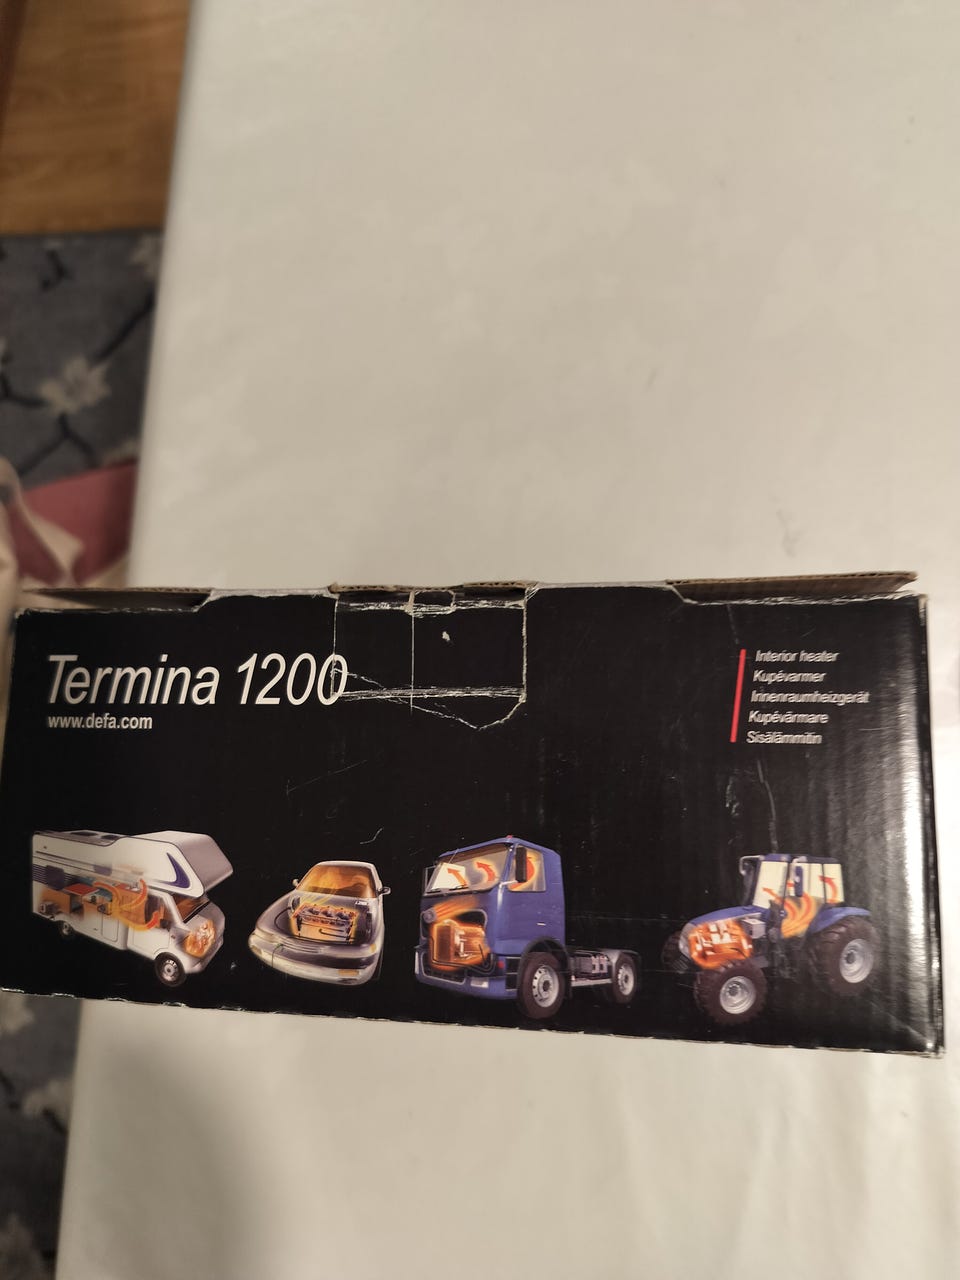 Termina 1200
www.defa.com
Interior heater
Kupévarmer
Innenraumheizgerät
Kupévärmare
Sisälämmitin